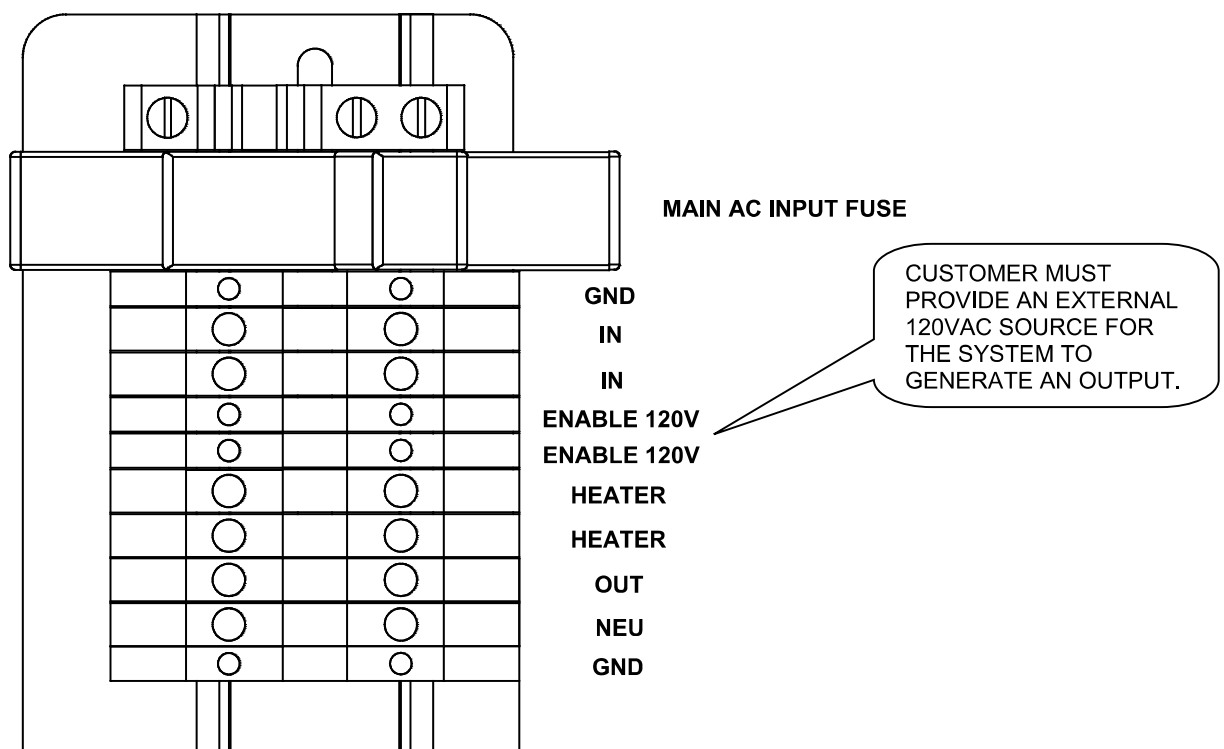 MAIN AC INPUT FUSE
CUSTOMER MUST
PROVIDE AN EXTERNAL
120VAC SOURCE FOR
THE SYSTEM TO
GENERATE AN OUTPUT.
GND
IN
IN
ENABLE 120V
ENABLE 120V
HEATER
HEATER
OUT
NEU
GND